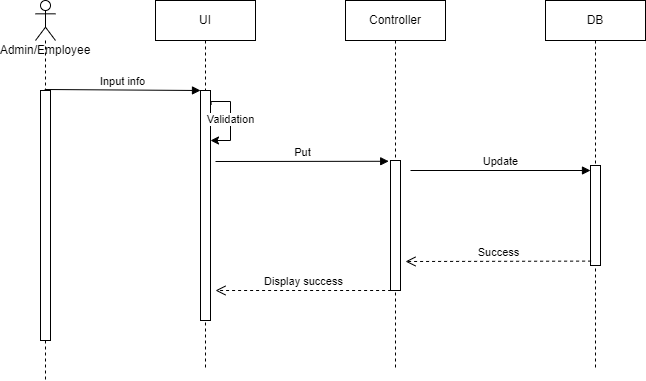 UI
Controller
DB
Admin/Employee
Input info
Validation
Put
Update
Success
Display success